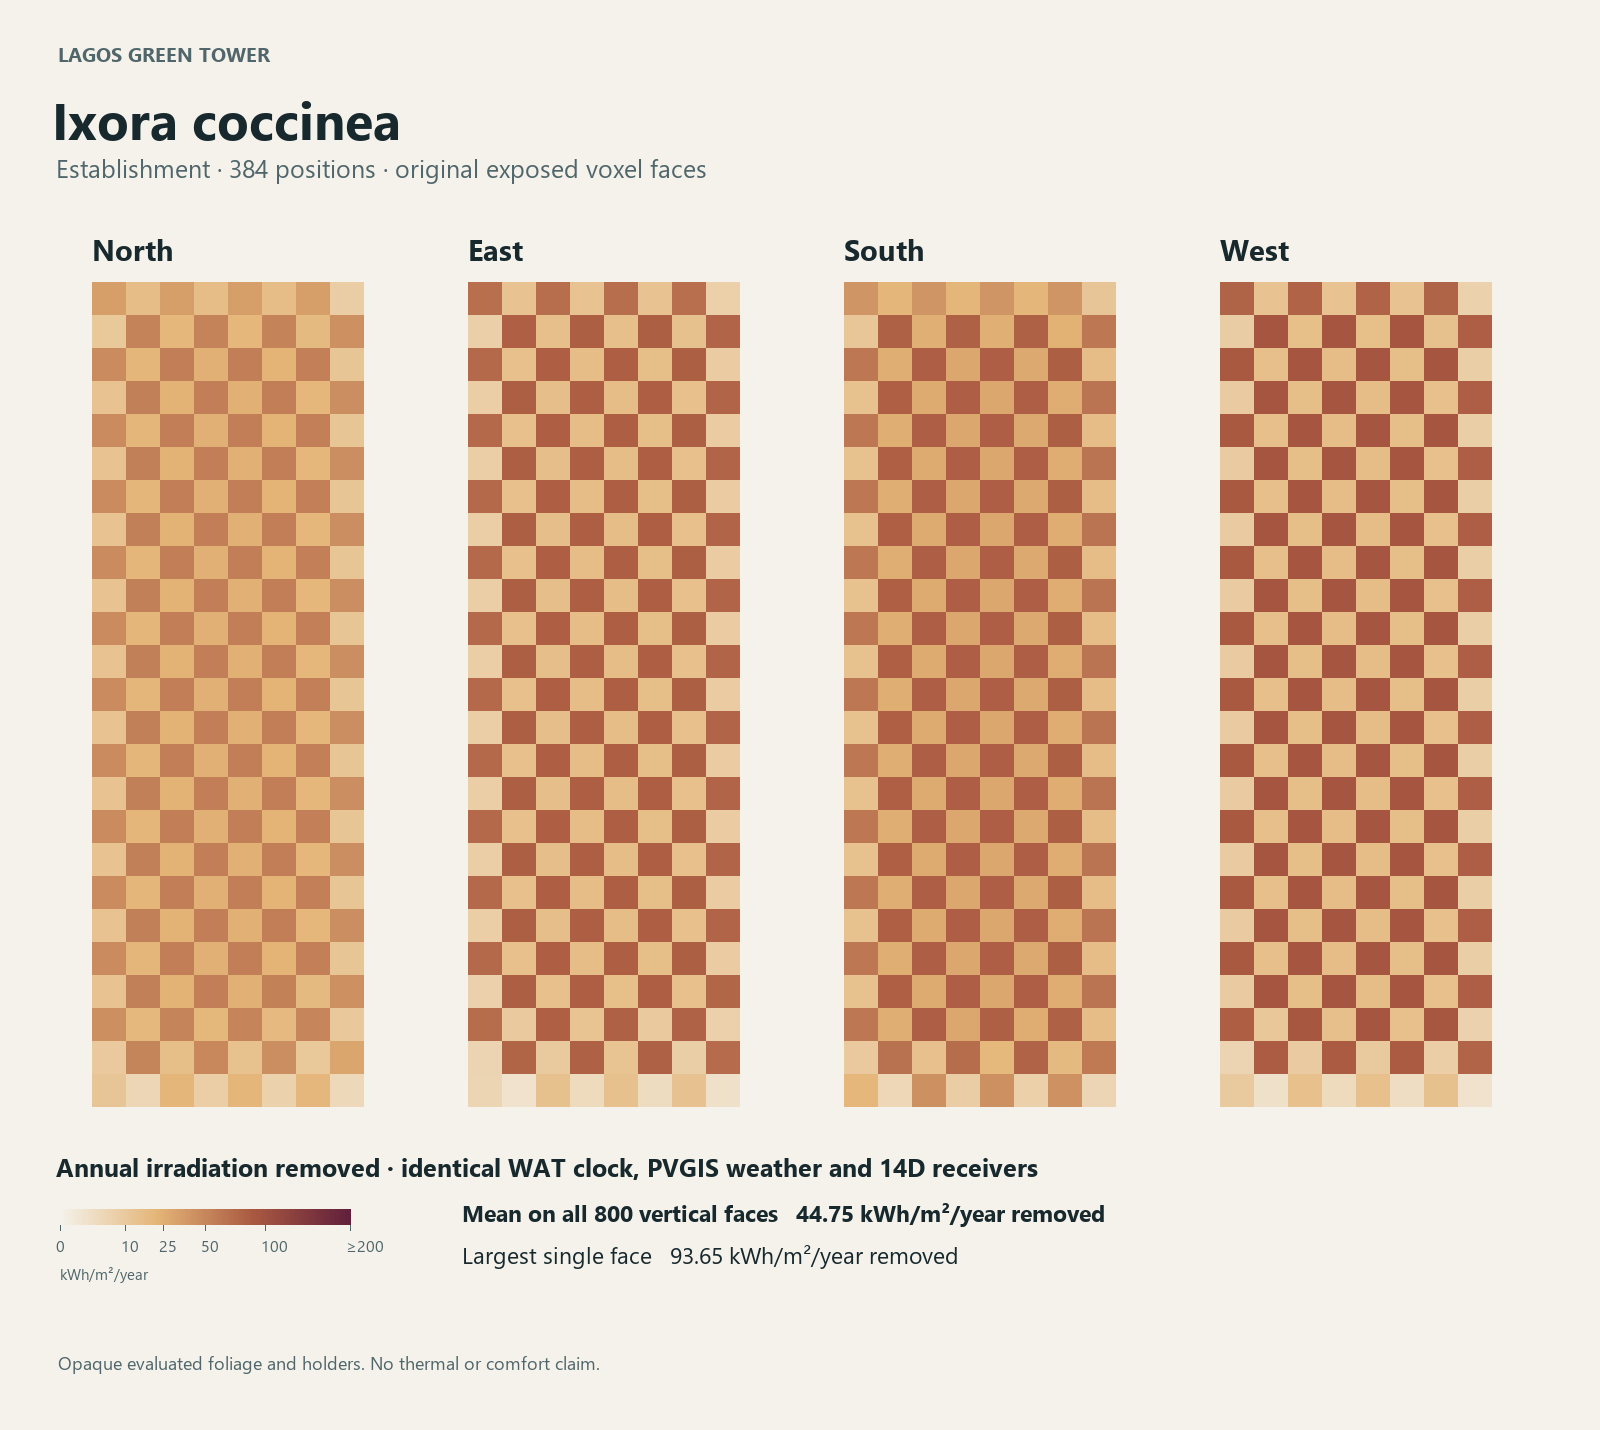 LAGOS GREEN TOWER
Ixora coccinea
Establishment · 384 positions · original exposed voxel faces
North East South West
Annual irradiation removed · identical WAT clock, PVGIS weather and 14D receivers
Mean on all 800 vertical faces 44.75 kWh/m²/year removed
0 10 25 50 100 ≥200
Largest single face 93.65 kWh/m²/year removed
kWh/m²/year
Opaque evaluated foliage and holders. No thermal or comfort claim.